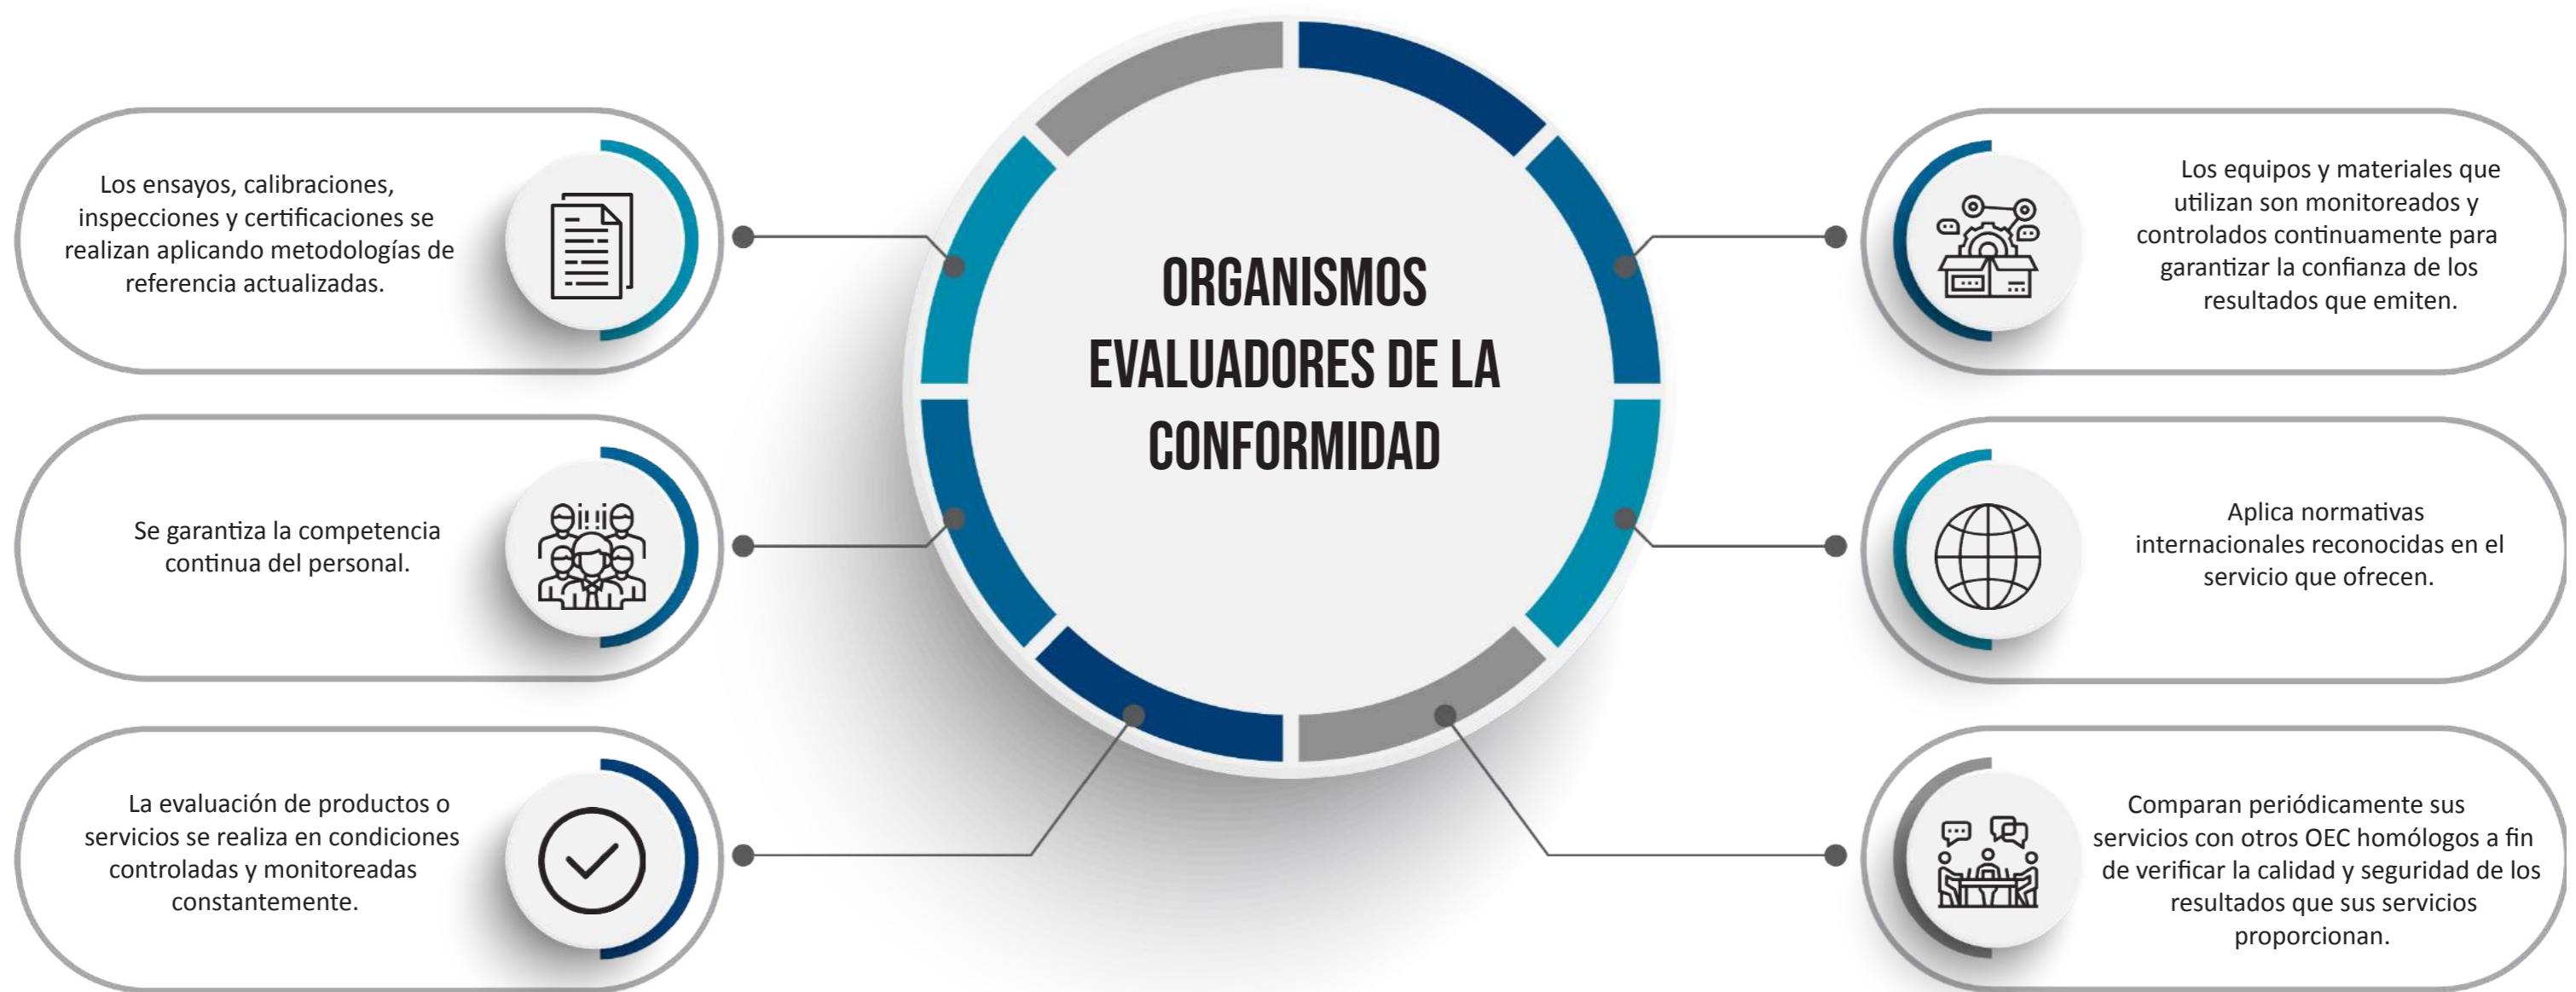 ORGANISMOS
EVALUADORES DE LA
CONFORMIDAD
Los ensayos, calibraciones,
inspecciones y certificaciones se
realizan aplicando metodologías de
referencia actualizadas.
Se garantiza la competencia
continua del personal.
La evaluación de productos o
servicios se realiza en condiciones
controladas y monitoreadas
constantemente.
Los equipos y materiales que
utilizan son monitoreados y
controlados continuamente para
garantizar la confianza de los
resultados que emiten.
Aplica normativas
internacionales reconocidas en el
servicio que ofrecen.
Comparan periódicamente sus
servicios con otros OEC homólogos a fin
de verificar la calidad y seguridad de los
resultados que sus servicios
proporcionan.